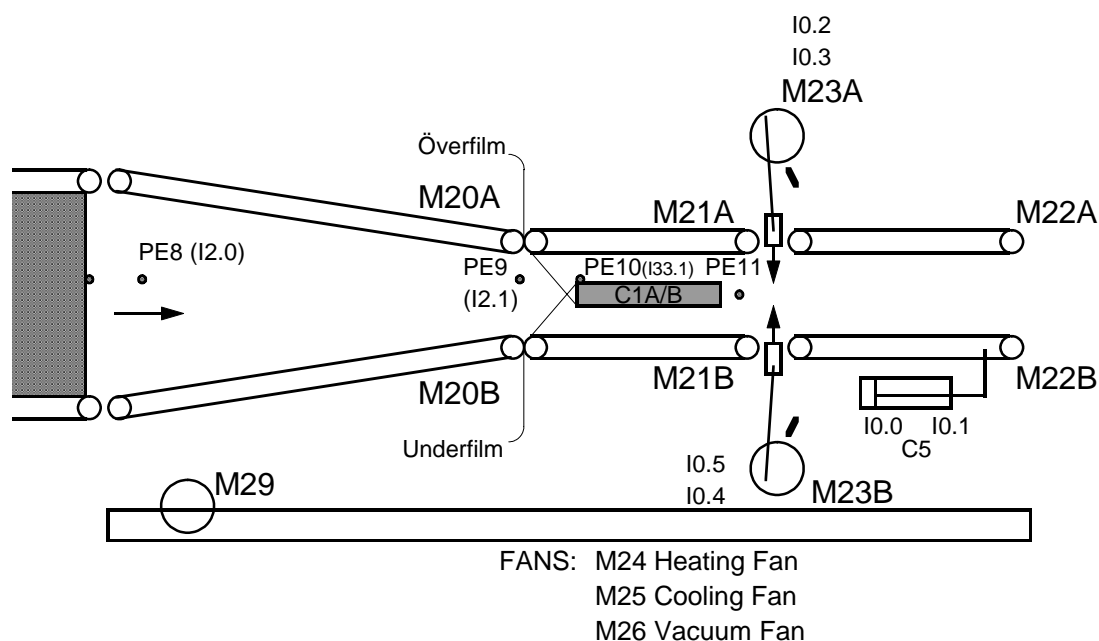 I0.2
I0.3
M23A
Överfilm
M20A
M21A
M22A
PE8 (I2.0)
PE9
(I2.1)
PE10(I33.1)
PE11
C1A/B
M20B
M21B
M22B
I0.0
I0.1
C5
Underfilm
I0.5
I0.4
M23B
M29
FANS: M24 Heating Fan
M25 Cooling Fan
M26 Vacuum Fan